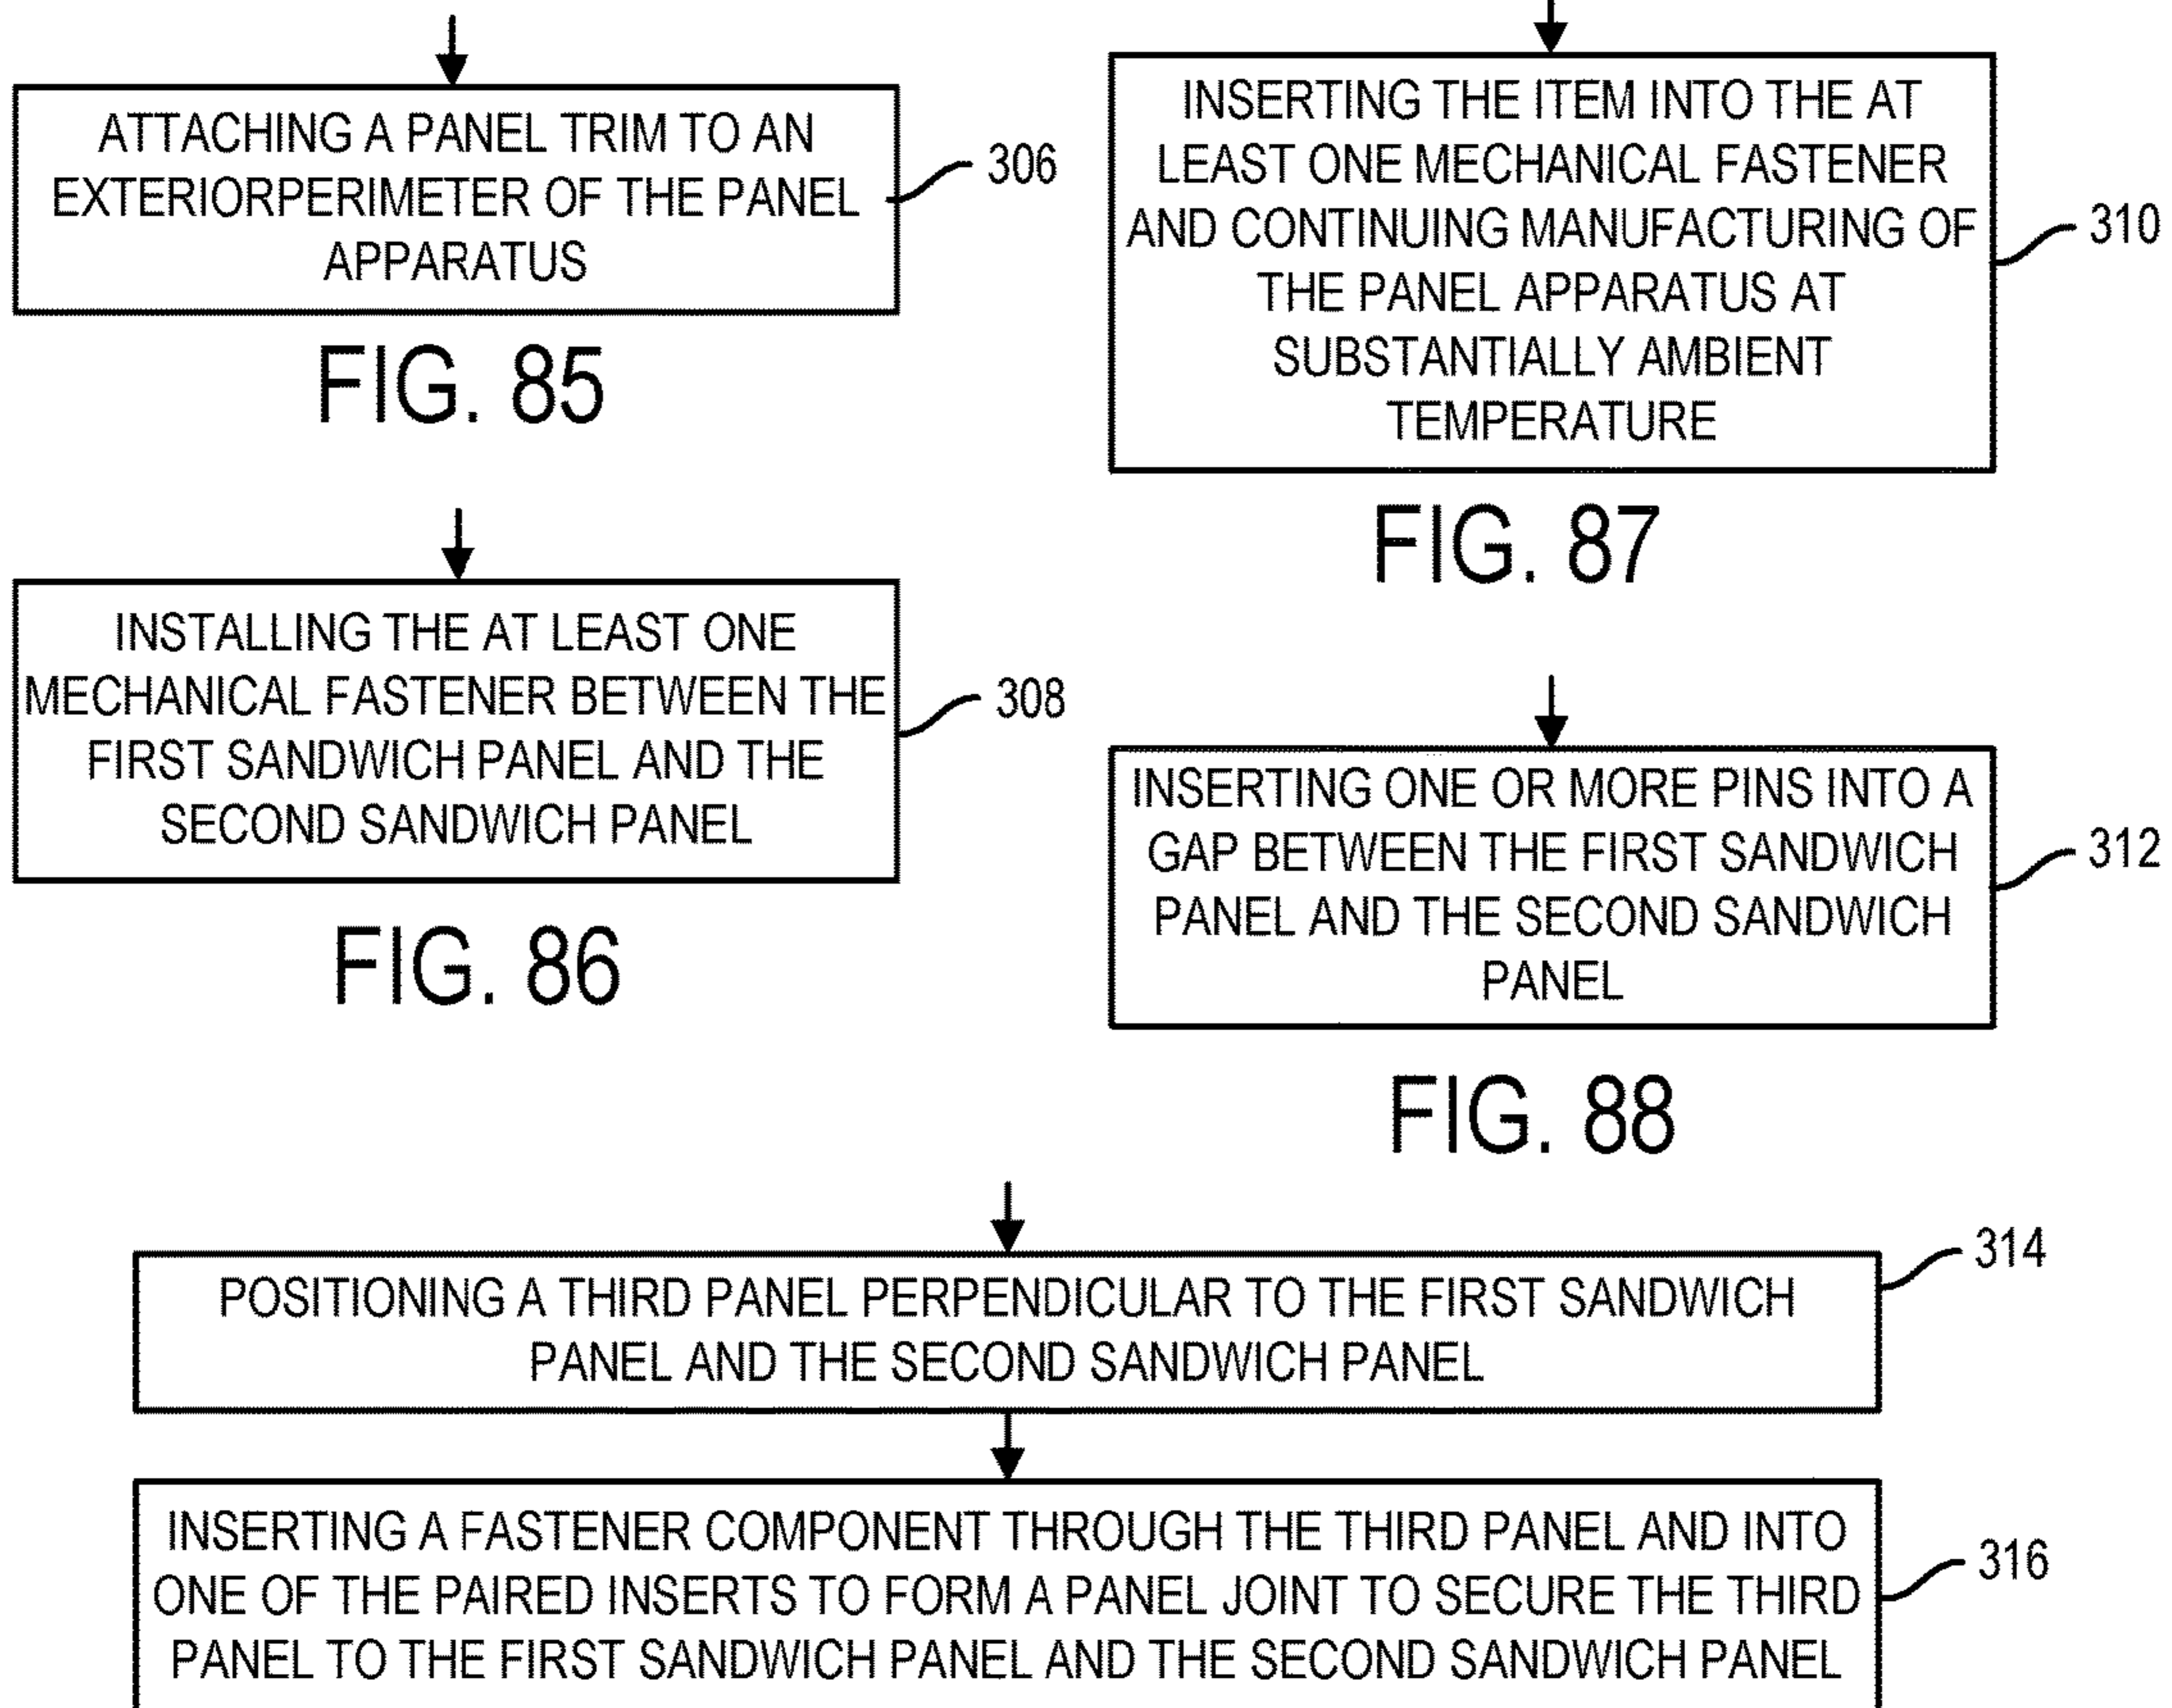 ATTACHING A PANEL TRIM TO AN
EXTERIORPERIMETER OF THE PANEL
APPARATUS
306
FIG. 85
INSTALLING THE AT LEAST ONE
MECHANICAL FASTENER BETWEEN THE
FIRST SANDWICH PANEL AND THE
SECOND SANDWICH PANEL
308
FIG. 86
INSERTING THE ITEM INTO THE AT
LEAST ONE MECHANICAL FASTENER
AND CONTINUING MANUFACTURING OF
THE PANEL APPARATUS AT
SUBSTANTIALLY AMBIENT
TEMPERATURE
310
FIG. 87
INSERTING ONE OR MORE PINS INTO A
GAP BETWEEN THE FIRST SANDWICH
PANEL AND THE SECOND SANDWICH
PANEL
312
FIG. 88
POSITIONING A THIRD PANEL PERPENDICULAR TO THE FIRST SANDWICH
PANEL AND THE SECOND SANDWICH PANEL
314
INSERTING A FASTENER COMPONENT THROUGH THE THIRD PANEL AND INTO
ONE OF THE PAIRED INSERTS TO FORM A PANEL JOINT TO SECURE THE THIRD
PANEL TO THE FIRST SANDWICH PANEL AND THE SECOND SANDWICH PANEL
316